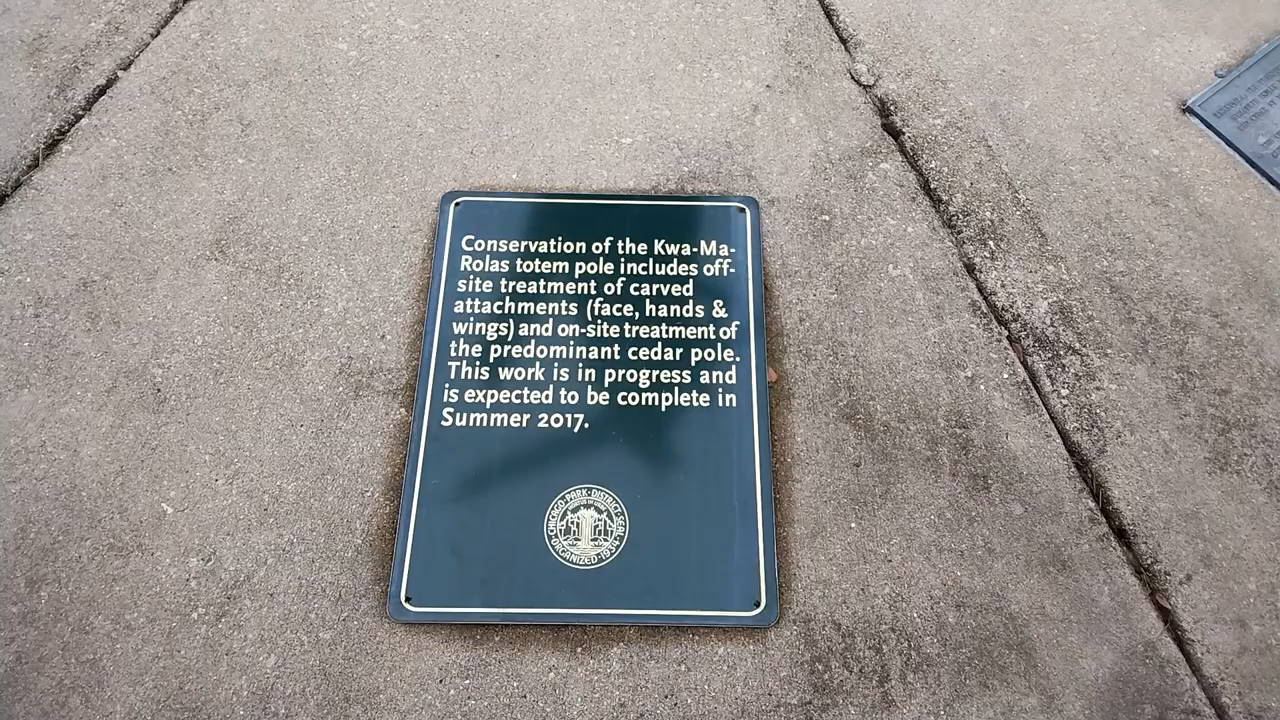 Conservation of the Kwa-Ma-
Rolas totem pole includes off-
site treatment of carved
attachments (face, hands &
wings) and on-site treatment of
the predominant cedar pole.
This work is in progress and
is expected to be complete in
Summer 2017.
CHICAGO · PARK · DISTRICT · SEAL
· ORGANIZED · 1934 ·